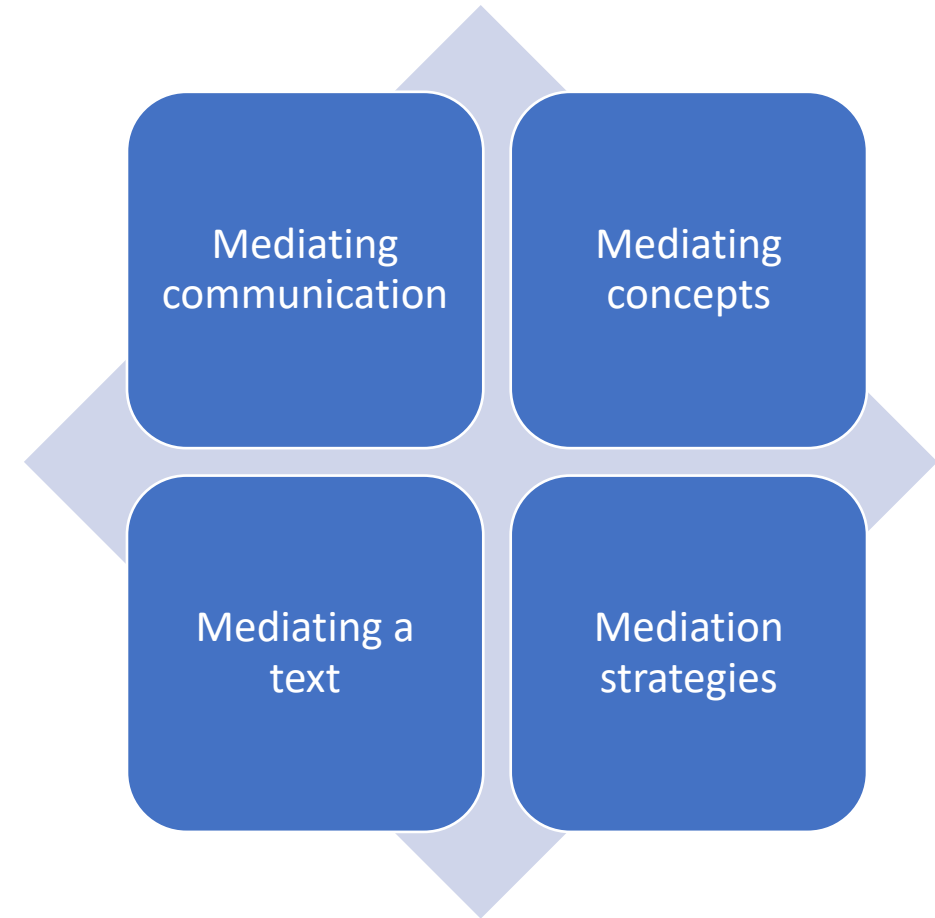 Mediating
communication
Mediating
concepts
Mediating a
text
Mediation
strategies